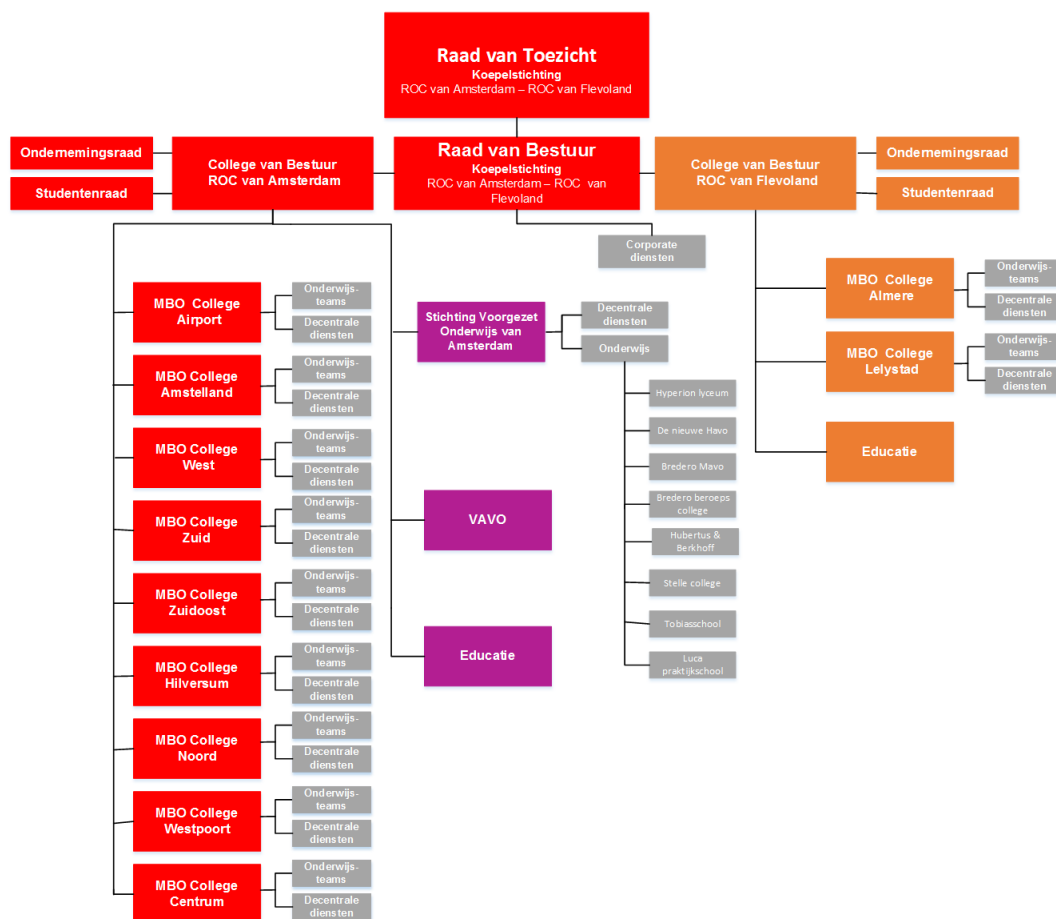 Raad van Toezicht
Koepelstichting
ROC van Amsterdam – ROC van Flevoland
Ondernemingsraad
Studentenraad
College van Bestuur
ROC van Amsterdam
Raad van Bestuur
Koepelstichting
ROC van Amsterdam – ROC van
Flevoland
College van Bestuur
ROC van Flevoland
Ondernemingsraad
Studentenraad
Corporate
diensten
MBO College
Airport
Onderwijs-
teams
Decentrale
diensten
MBO College
Amstelland
Onderwijs-
teams
Decentrale
diensten
MBO College
West
Onderwijs-
teams
Decentrale
diensten
MBO College
Zuid
Onderwijs-
teams
Decentrale
diensten
MBO College
Zuidoost
Onderwijs-
teams
Decentrale
diensten
MBO College
Hilversum
Onderwijs-
teams
Decentrale
diensten
MBO College
Noord
Onderwijs-
teams
Decentrale
diensten
MBO College
Westpoort
Onderwijs-
teams
Decentrale
diensten
MBO College
Centrum
Onderwijs-
teams
Decentrale
diensten
Stichting Voorgezet
Onderwijs van
Amsterdam
Decentrale
diensten
Onderwijs
Hyperion lyceum
De nieuwe Havo
Bredero Mavo
Bredero beroeps
college
Hubertus &
Berkhoff
Stelle college
Tobiasschool
Luca
praktijkschool
VAVO
Educatie
MBO College
Almere
Onderwijs-
teams
Decentrale
diensten
MBO College
Lelystad
Onderwijs-
teams
Decentrale
diensten
Educatie